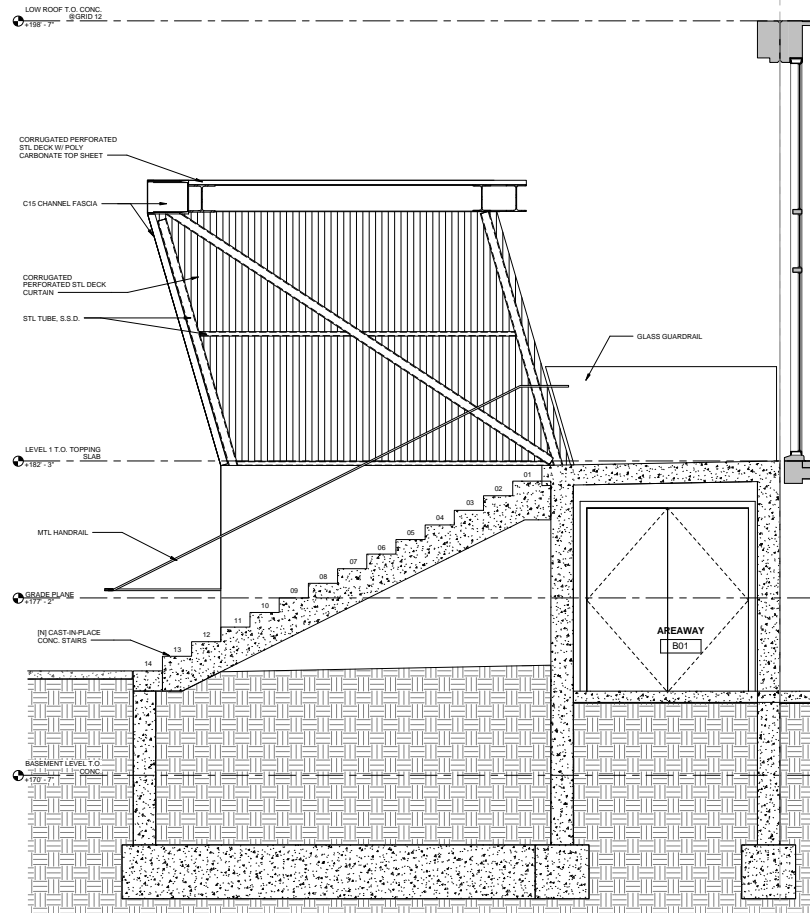 LOW ROOF T.O. CONC.
@GRID 12
+198' - 7"
CORRUGATED PERFORATED
STL DECK W/ POLY
CARBONATE TOP SHEET
C15 CHANNEL FASCIA
CORRUGATED
PERFORATED STL DECK
CURTAIN
STL TUBE, S.S.D.
GLASS GUARDRAIL
LEVEL 1 T.O. TOPPING
SLAB
+182' - 3"
01
02
03
04
05
06
07
08
09
10
11
12
13
14
MTL HANDRAIL
GRADE PLANE
+177' - 2"
[N] CAST-IN-PLACE
CONC. STAIRS
AREAWAY
B01
BASEMENT LEVEL T.O.
CONC.
+170' - 7"